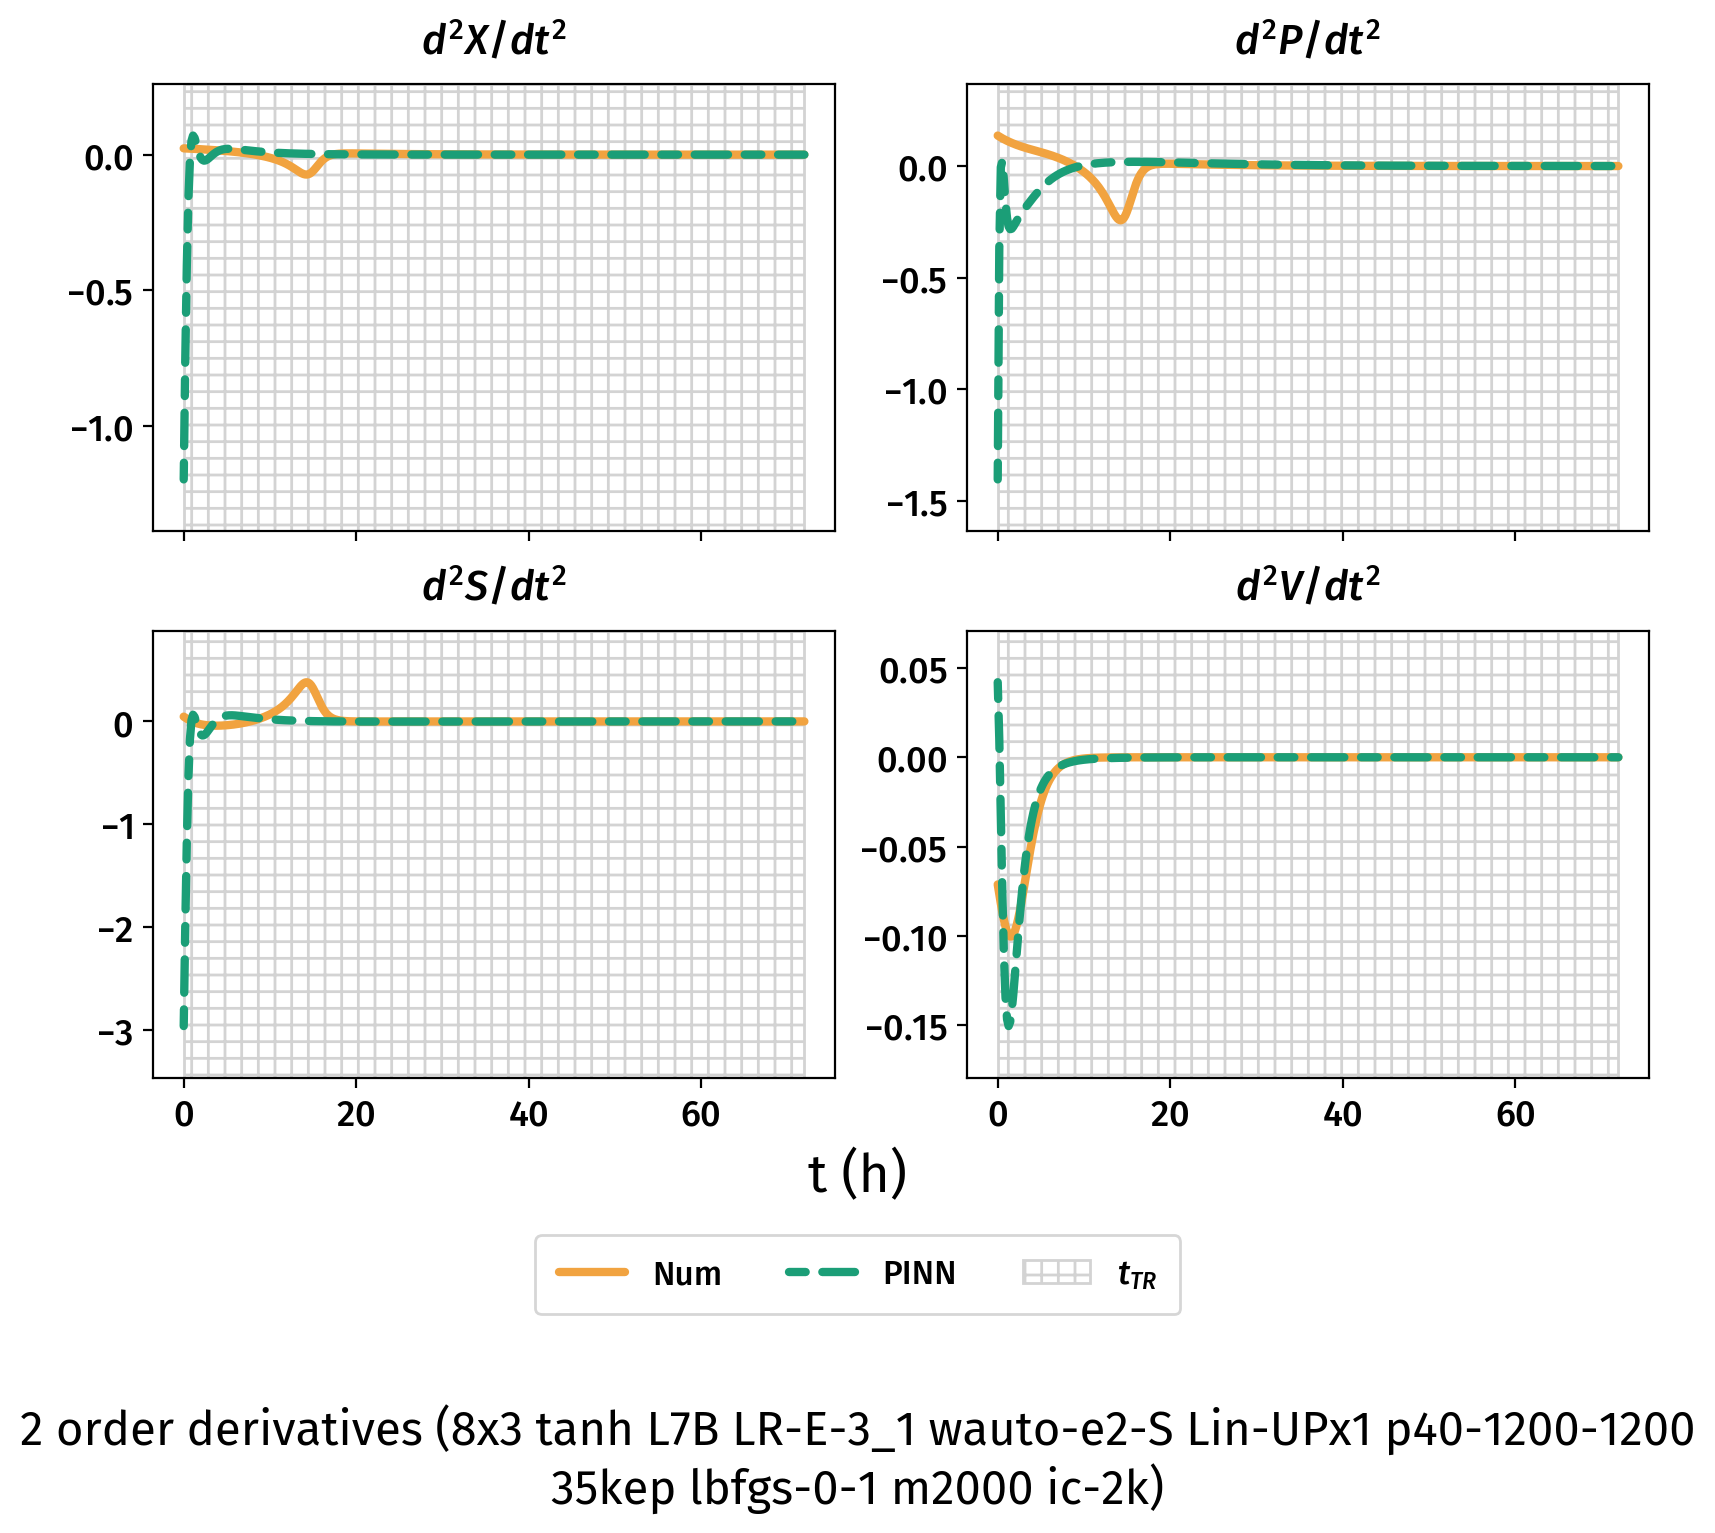 d²X/dt²
d²P/dt²
0.0
−0.5
−1.0
0.0
−0.5
−1.0
−1.5
d²S/dt²
d²V/dt²
0
−1
−2
−3
0.05
0.00
−0.05
−0.10
−0.15
0 20 40 60
0 20 40 60
t (h)
Num PINN t_TR
2 order derivatives (8x3 tanh L7B LR-E-3_1 wauto-e2-S Lin-UPx1 p40-1200-1200
35kep lbfgs-0-1 m2000 ic-2k)